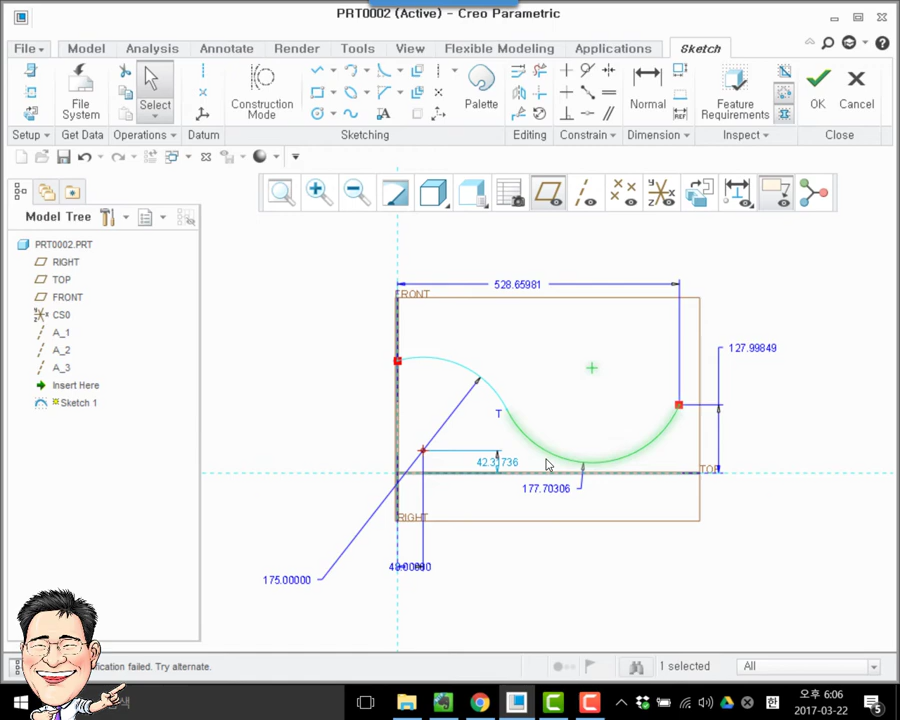 PRT0002 (Active) - Creo Parametric
File
Model
Analysis
Annotate
Render
Tools
View
Flexible Modeling
Applications
Sketch
File System
Select
Construction Mode
Palette
Normal
Feature Requirements
OK
Cancel
Setup
Get Data
Operations
Datum
Sketching
Editing
Constrain
Dimension
Inspect
Close
Model Tree
PRT0002.PRT
RIGHT
TOP
FRONT
CS0
A_1
A_2
A_3
Insert Here
Sketch 1
528.65981
FRONT
127.99849
T
42.31736
TOP
177.70306
RIGHT
40.00000
175.00000
failed. Try alternate.
1 selected
All
오후 6:06
2017-03-22
한
5